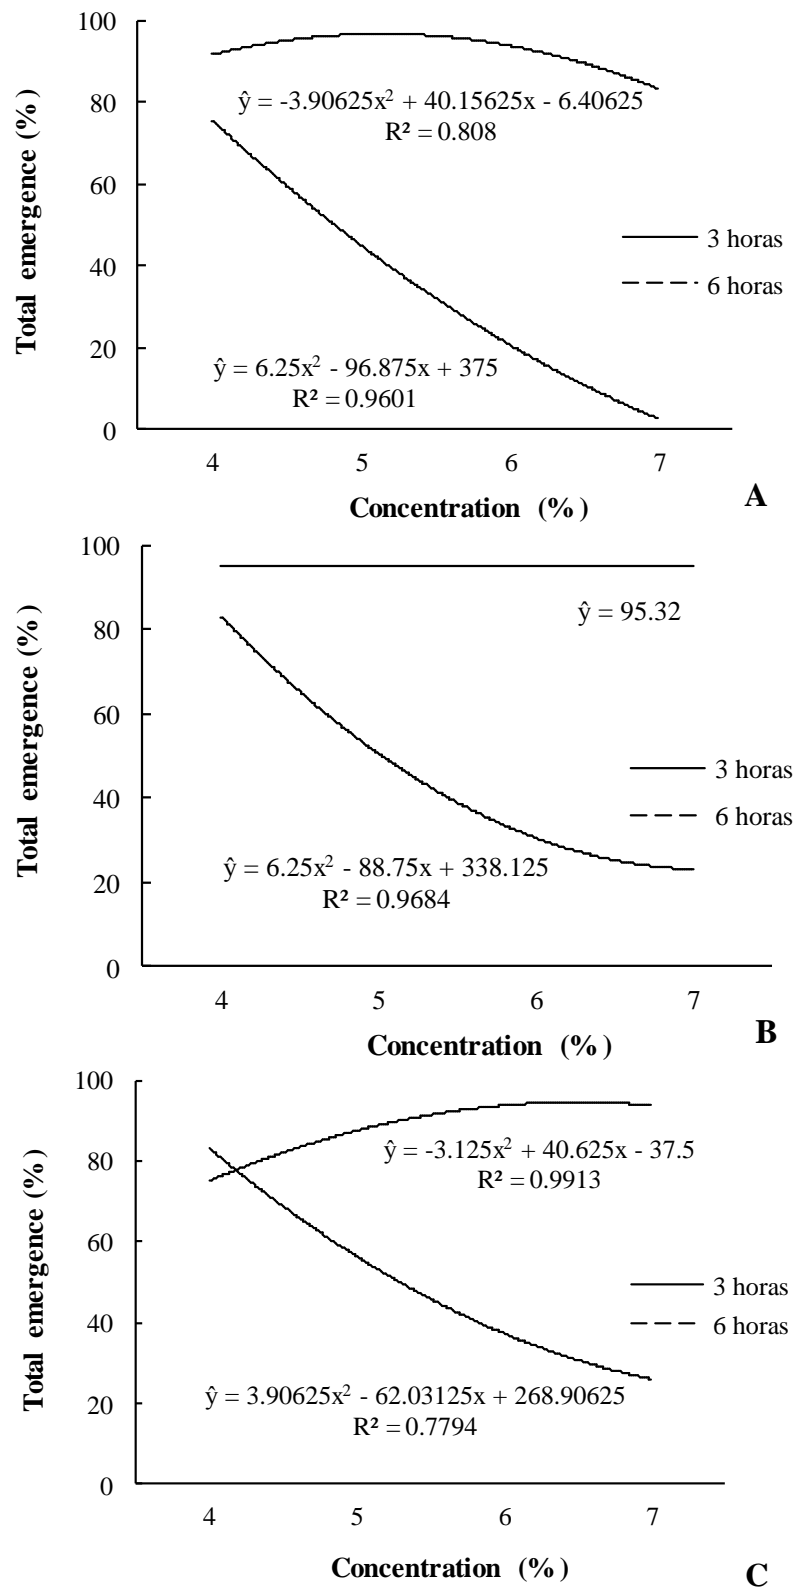 100
80
60
40
20
0
Total emergence (%)
ŷ = -3.90625x² + 40.15625x - 6.40625
R² = 0.808
3 horas
6 horas
ŷ = 6.25x² - 96.875x + 375
R² = 0.9601
4 5 6 7
Concentration (%)
A
100
80
60
40
20
0
Total emergence (%)
ŷ = 95.32
3 horas
6 horas
ŷ = 6.25x² - 88.75x + 338.125
R² = 0.9684
4 5 6 7
Concentration (%)
B
100
80
60
40
20
0
Total emergence (%)
ŷ = -3.125x² + 40.625x - 37.5
R² = 0.9913
3 horas
6 horas
ŷ = 3.90625x² - 62.03125x + 268.90625
R² = 0.7794
4 5 6 7
Concentration (%)
C